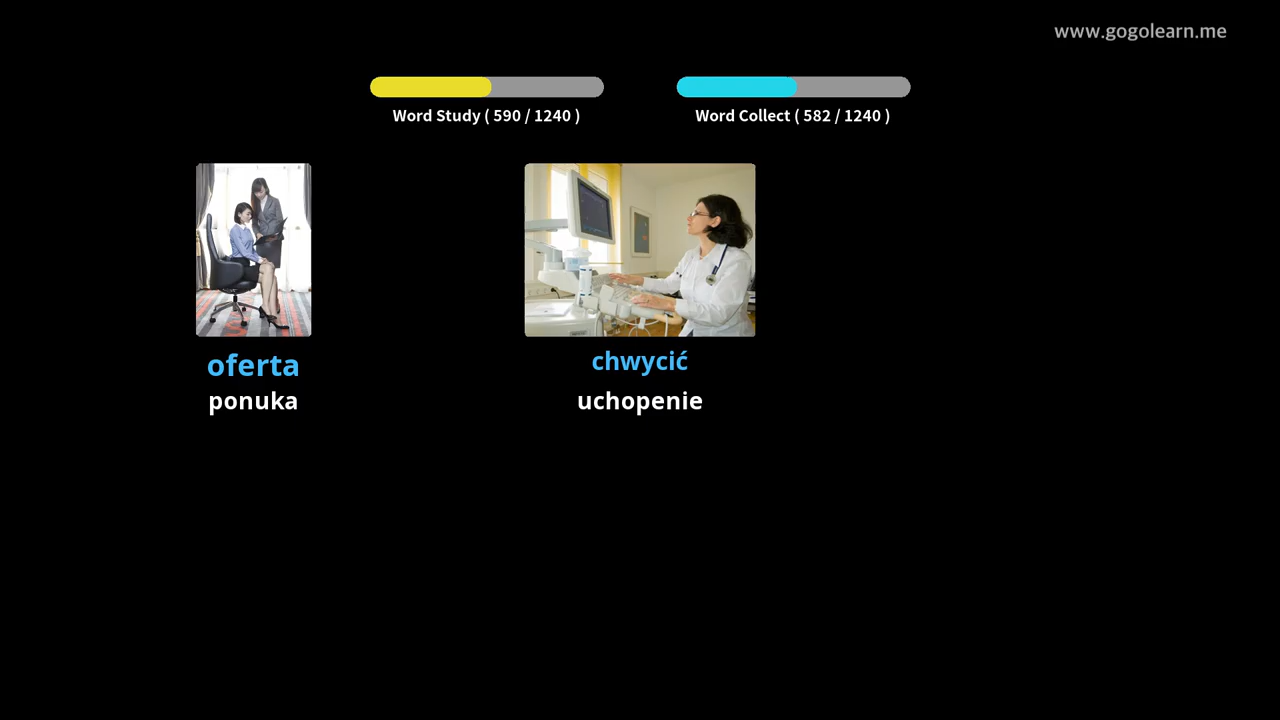 www.gogolearn.me
Word Study ( 590 / 1240 )
Word Collect ( 582 / 1240 )
oferta
ponuka
chwycić
uchopenie